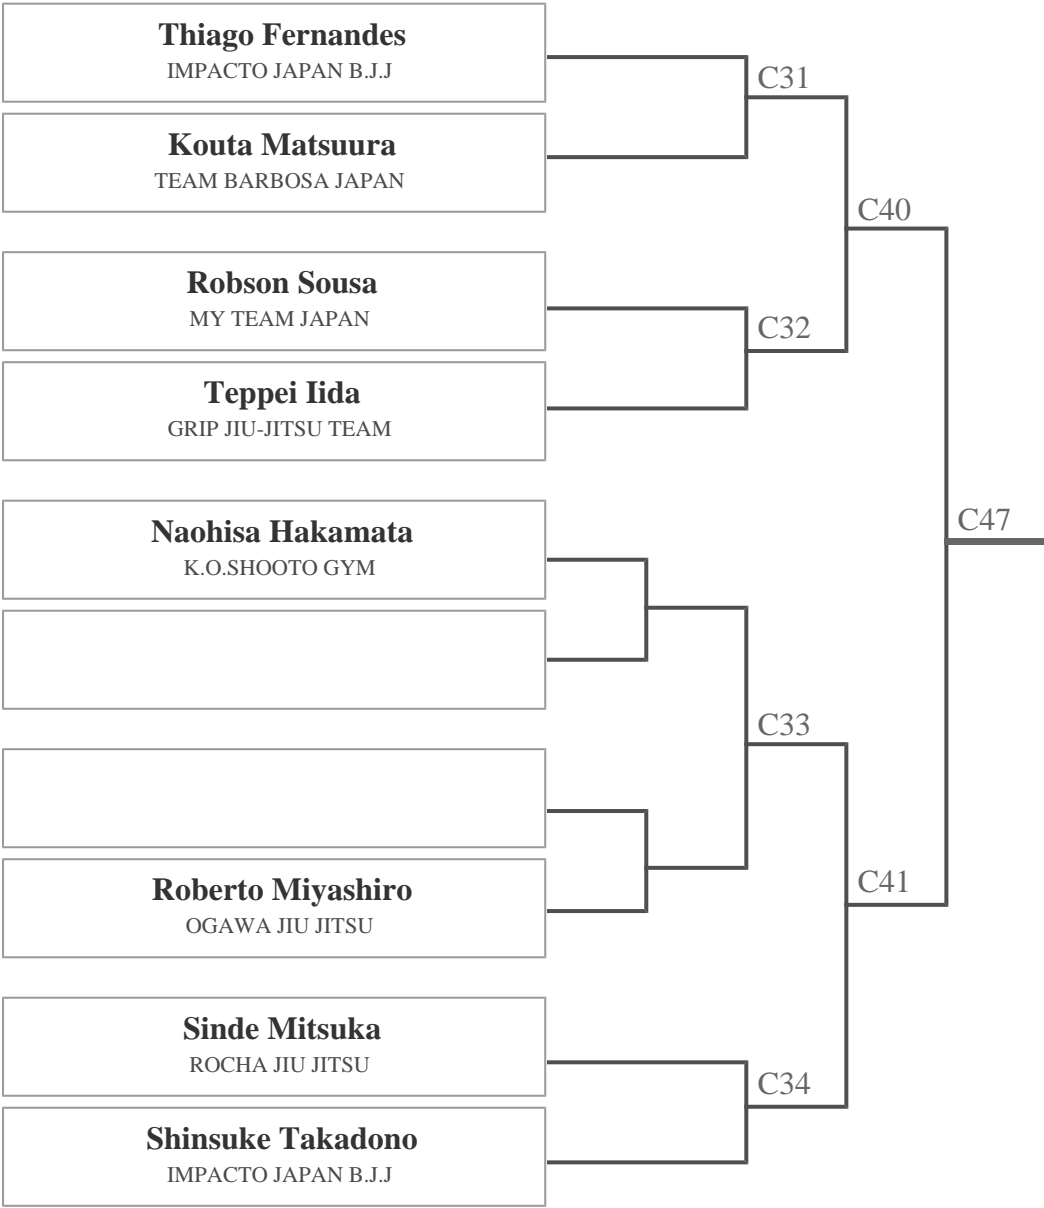 Thiago Fernandes
IMPACTO JAPAN B.J.J
C31
Kouta Matsuura
TEAM BARBOSA JAPAN
C40
Robson Sousa
MY TEAM JAPAN
C32
Teppei Iida
GRIP JIU-JITSU TEAM
Naohisa Hakamata
K.O.SHOOTO GYM
C47
C33
Roberto Miyashiro
OGAWA JIU JITSU
C41
Sinde Mitsuka
ROCHA JIU JITSU
C34
Shinsuke Takadono
IMPACTO JAPAN B.J.J